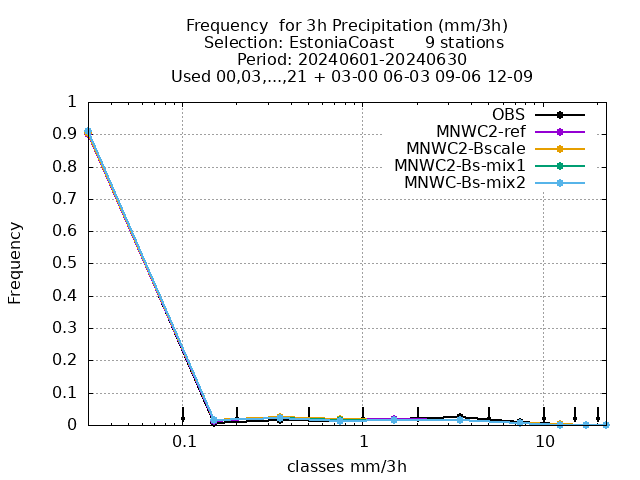 Frequency  for 3h Precipitation (mm/3h)
Selection: EstoniaCoast      9 stations
Period: 20240601-20240630
Used 00,03,...,21 + 03-00 06-03 09-06 12-09
OBS
MNWC2-ref
MNWC2-Bscale
MNWC2-Bs-mix1
MNWC-Bs-mix2
1
0.9
0.8
0.7
0.6
0.5
0.4
0.3
0.2
0.1
0
Frequency
0.1
1
10
classes mm/3h